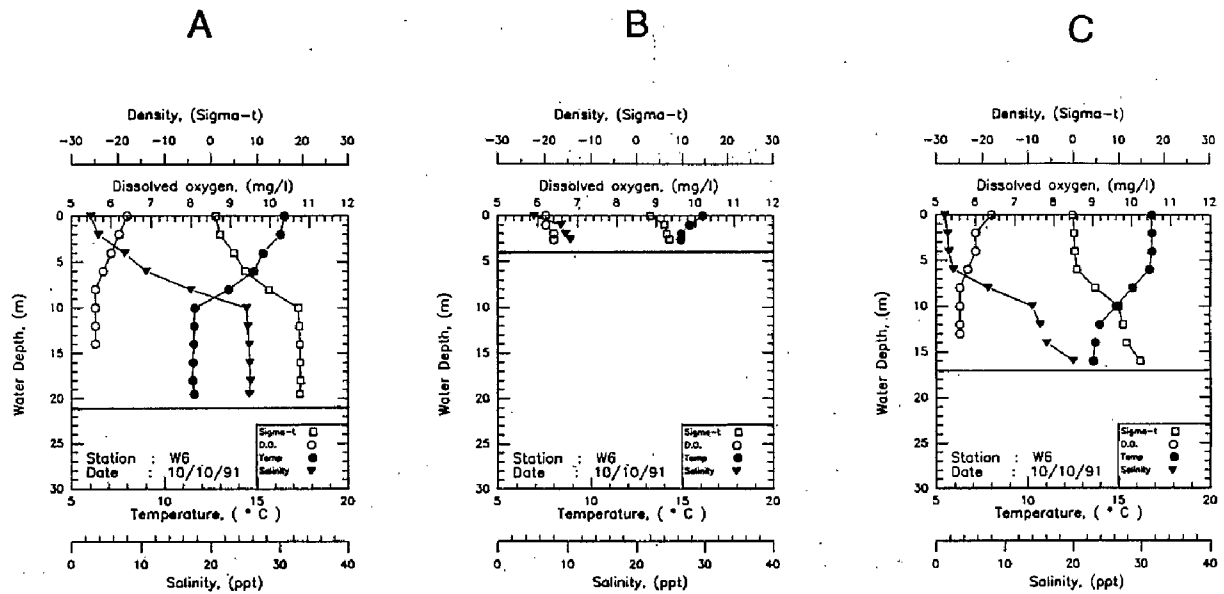 A B C
Density, (Sigma-t) Density, (Sigma-t) Density, (Sigma-t)
-30 -20 -10 0 10 20 30 -30 -20 -10 0 10 20 30 -30 -20 -10 0 10 20 30
Dissolved oxygen, (mg/l) Dissolved oxygen, (mg/l) Dissolved oxygen, (mg/l)
5 6 7 8 9 10 11 12 5 6 7 8 9 10 11 12 5 6 7 8 9 10 11 12
0 0 0
5 5 5
10 10 10
15 15 15
20 20 20
25 25 25
30 30 30
Water Depth, (m) Water Depth, (m) Water Depth, (m)
Sigma-t Sigma-t Sigma-t
D.O. D.O. D.O.
Station : W6 Temp Station : W6 Temp Station : W6 Temp
Date : 10/10/91 Salinity Date : 10/10/91 Salinity Date : 10/10/91 Salinity
5 10 15 20 5 10 15 20 5 10 15 20
Temperature, (°C) Temperature, (°C) Temperature, (°C)
0 10 20 30 40 0 10 20 30 40 0 10 20 30 40
Salinity, (ppt) Salinity, (ppt) Salinity, (ppt)